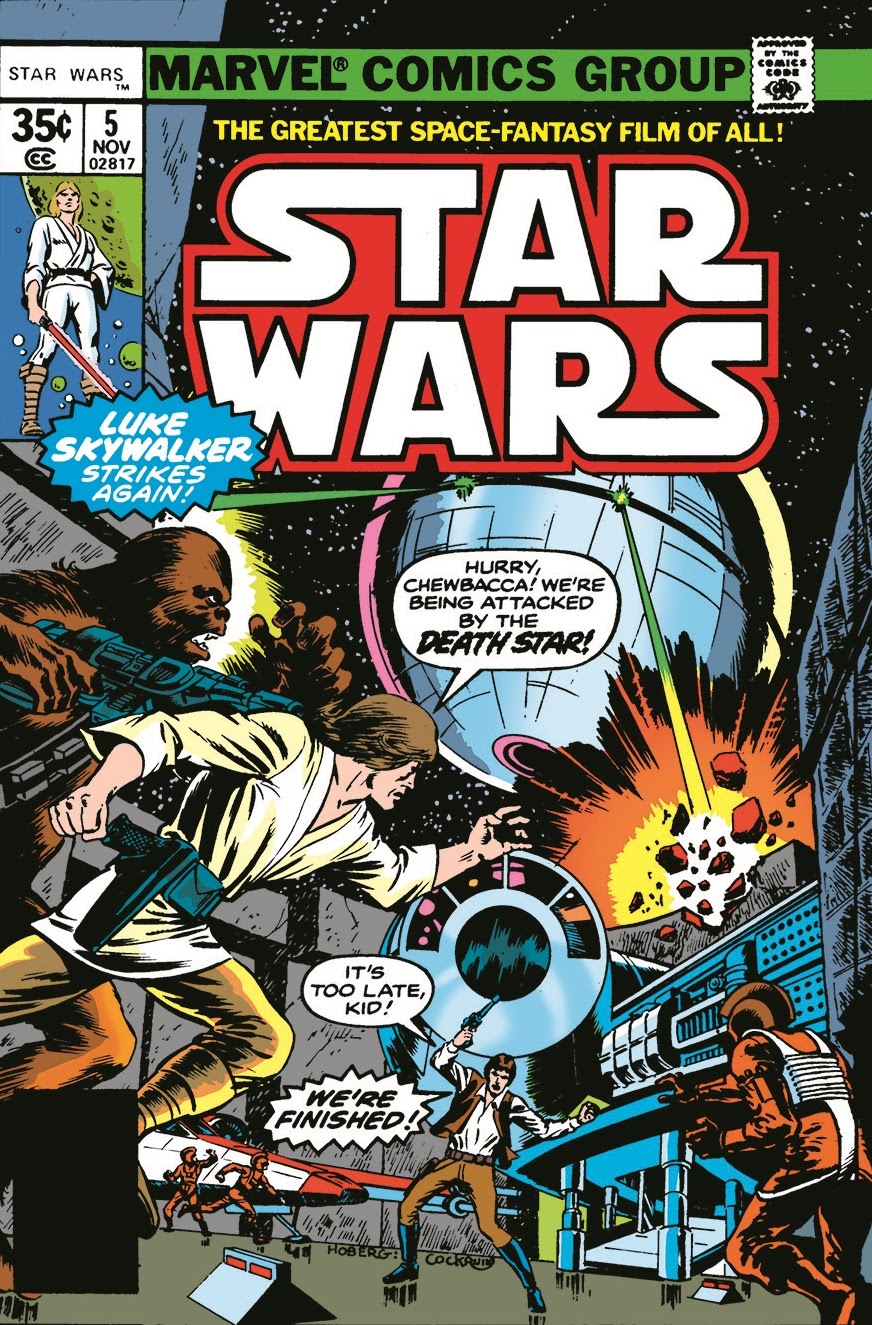 STAR WARS
TM
MARVEL® COMICS GROUP
APPROVED
BY THE
COMICS
CODE
AUTHORITY
35¢
CC
5
NOV
02817
THE GREATEST SPACE-FANTASY FILM OF ALL!
STAR
WARS
LUKE
SKYWALKER
STRIKES
AGAIN!
HURRY,
CHEWBACCA! WE'RE
BEING ATTACKED
BY THE
DEATH STAR!
IT'S
TOO LATE,
KID!
WE'RE
FINISHED!
HOBERG:
COCKRUM